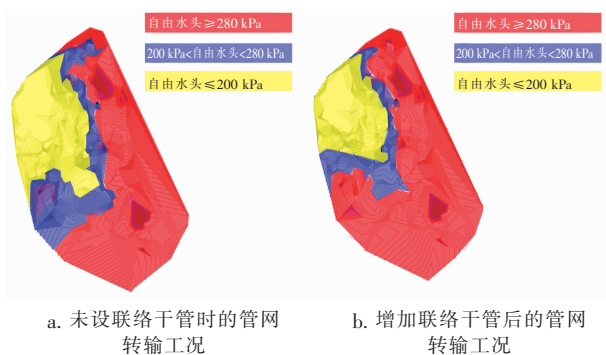 自由水头≥280 kPa
200 kPa<自由水头<280 kPa
自由水头≤200 kPa
自由水头≥280 kPa
200 kPa<自由水头<280 kPa
自由水头≤200 kPa
a. 未设联络干管时的管网
转输工况
b. 增加联络干管后的管网
转输工况